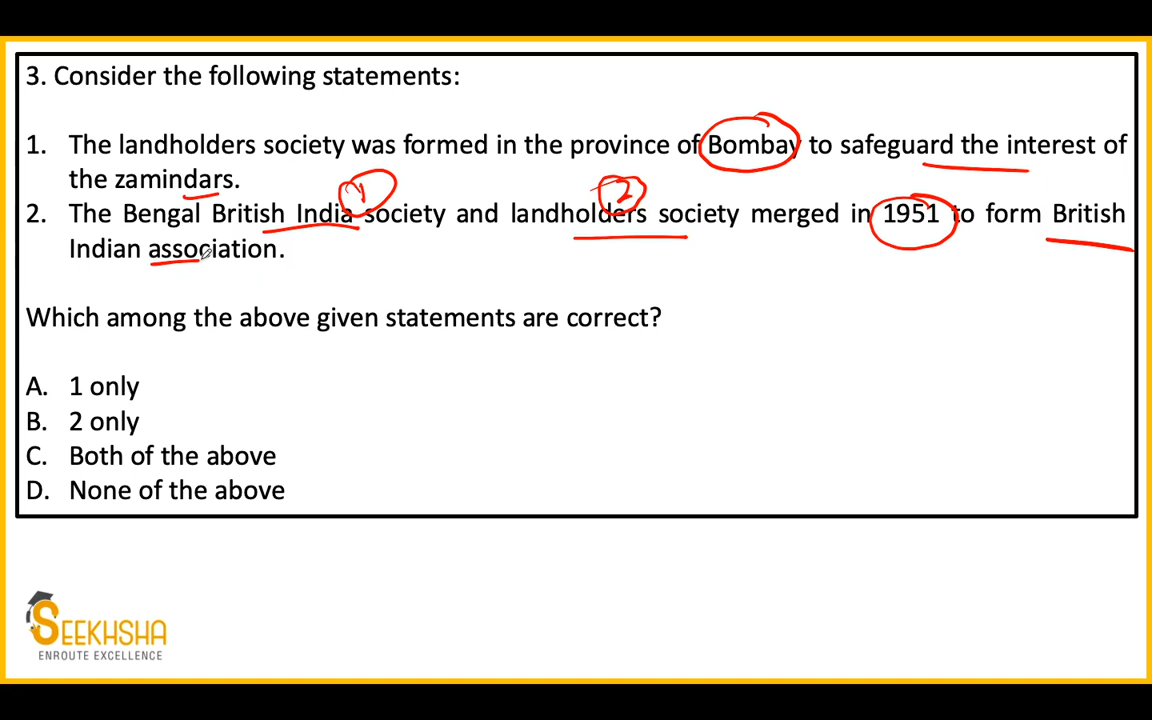 3. Consider the following statements:
1. The landholders society was formed in the province of Bombay to safeguard the interest of
the zamindars.
1 2
2. The Bengal British India society and landholders society merged in 1951 to form British
Indian association.
Which among the above given statements are correct?
A. 1 only
B. 2 only
C. Both of the above
D. None of the above
SEEKHSHA
ENROUTE EXCELLENCE